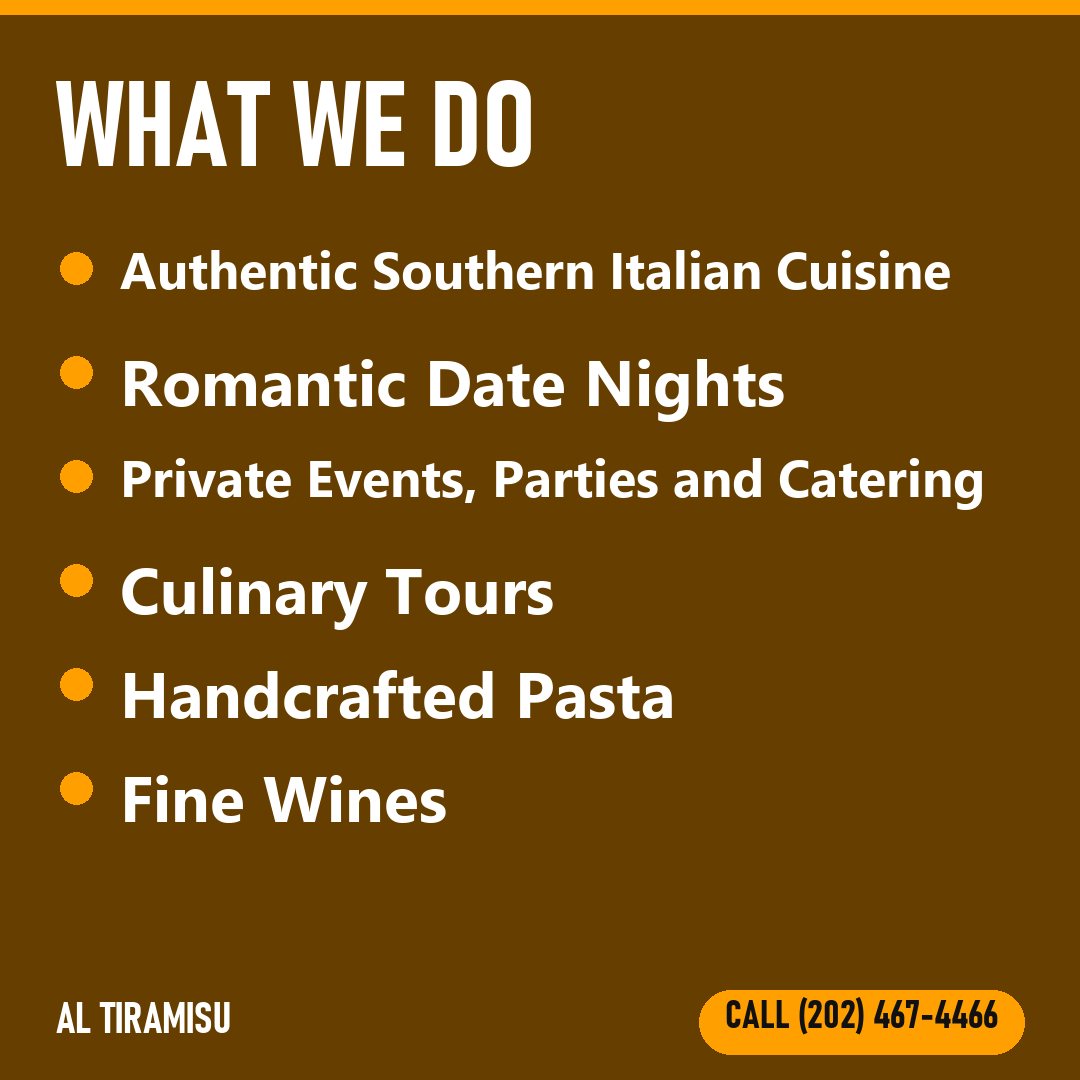 WHAT WE DO
Authentic Southern Italian Cuisine
Romantic Date Nights
Private Events, Parties and Catering
Culinary Tours
Handcrafted Pasta
Fine Wines
AL TIRAMISU
CALL (202) 467-4466